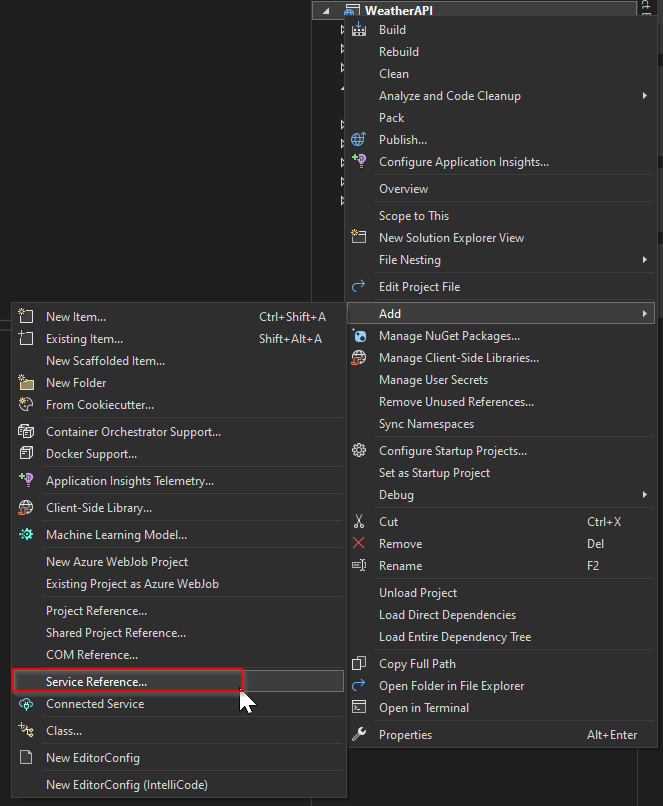 WeatherAPI
Build
Rebuild
Clean
Analyze and Code Cleanup
Pack
Publish...
Configure Application Insights...
Overview
Scope to This
New Solution Explorer View
File Nesting
Edit Project File
Add
Manage NuGet Packages...
Manage Client-Side Libraries...
Manage User Secrets
Remove Unused References...
Sync Namespaces
Configure Startup Projects...
Set as Startup Project
Debug
Cut Ctrl+X
Remove Del
Rename F2
Unload Project
Load Direct Dependencies
Load Entire Dependency Tree
Copy Full Path
Open Folder in File Explorer
Open in Terminal
Properties Alt+Enter
New Item... Ctrl+Shift+A
Existing Item... Shift+Alt+A
New Scaffolded Item...
New Folder
From Cookiecutter...
Container Orchestrator Support...
Docker Support...
Application Insights Telemetry...
Client-Side Library...
Machine Learning Model...
New Azure WebJob Project
Existing Project as Azure WebJob
Project Reference...
Shared Project Reference...
COM Reference...
Service Reference...
Connected Service
Class...
New EditorConfig
New EditorConfig (IntelliCode)